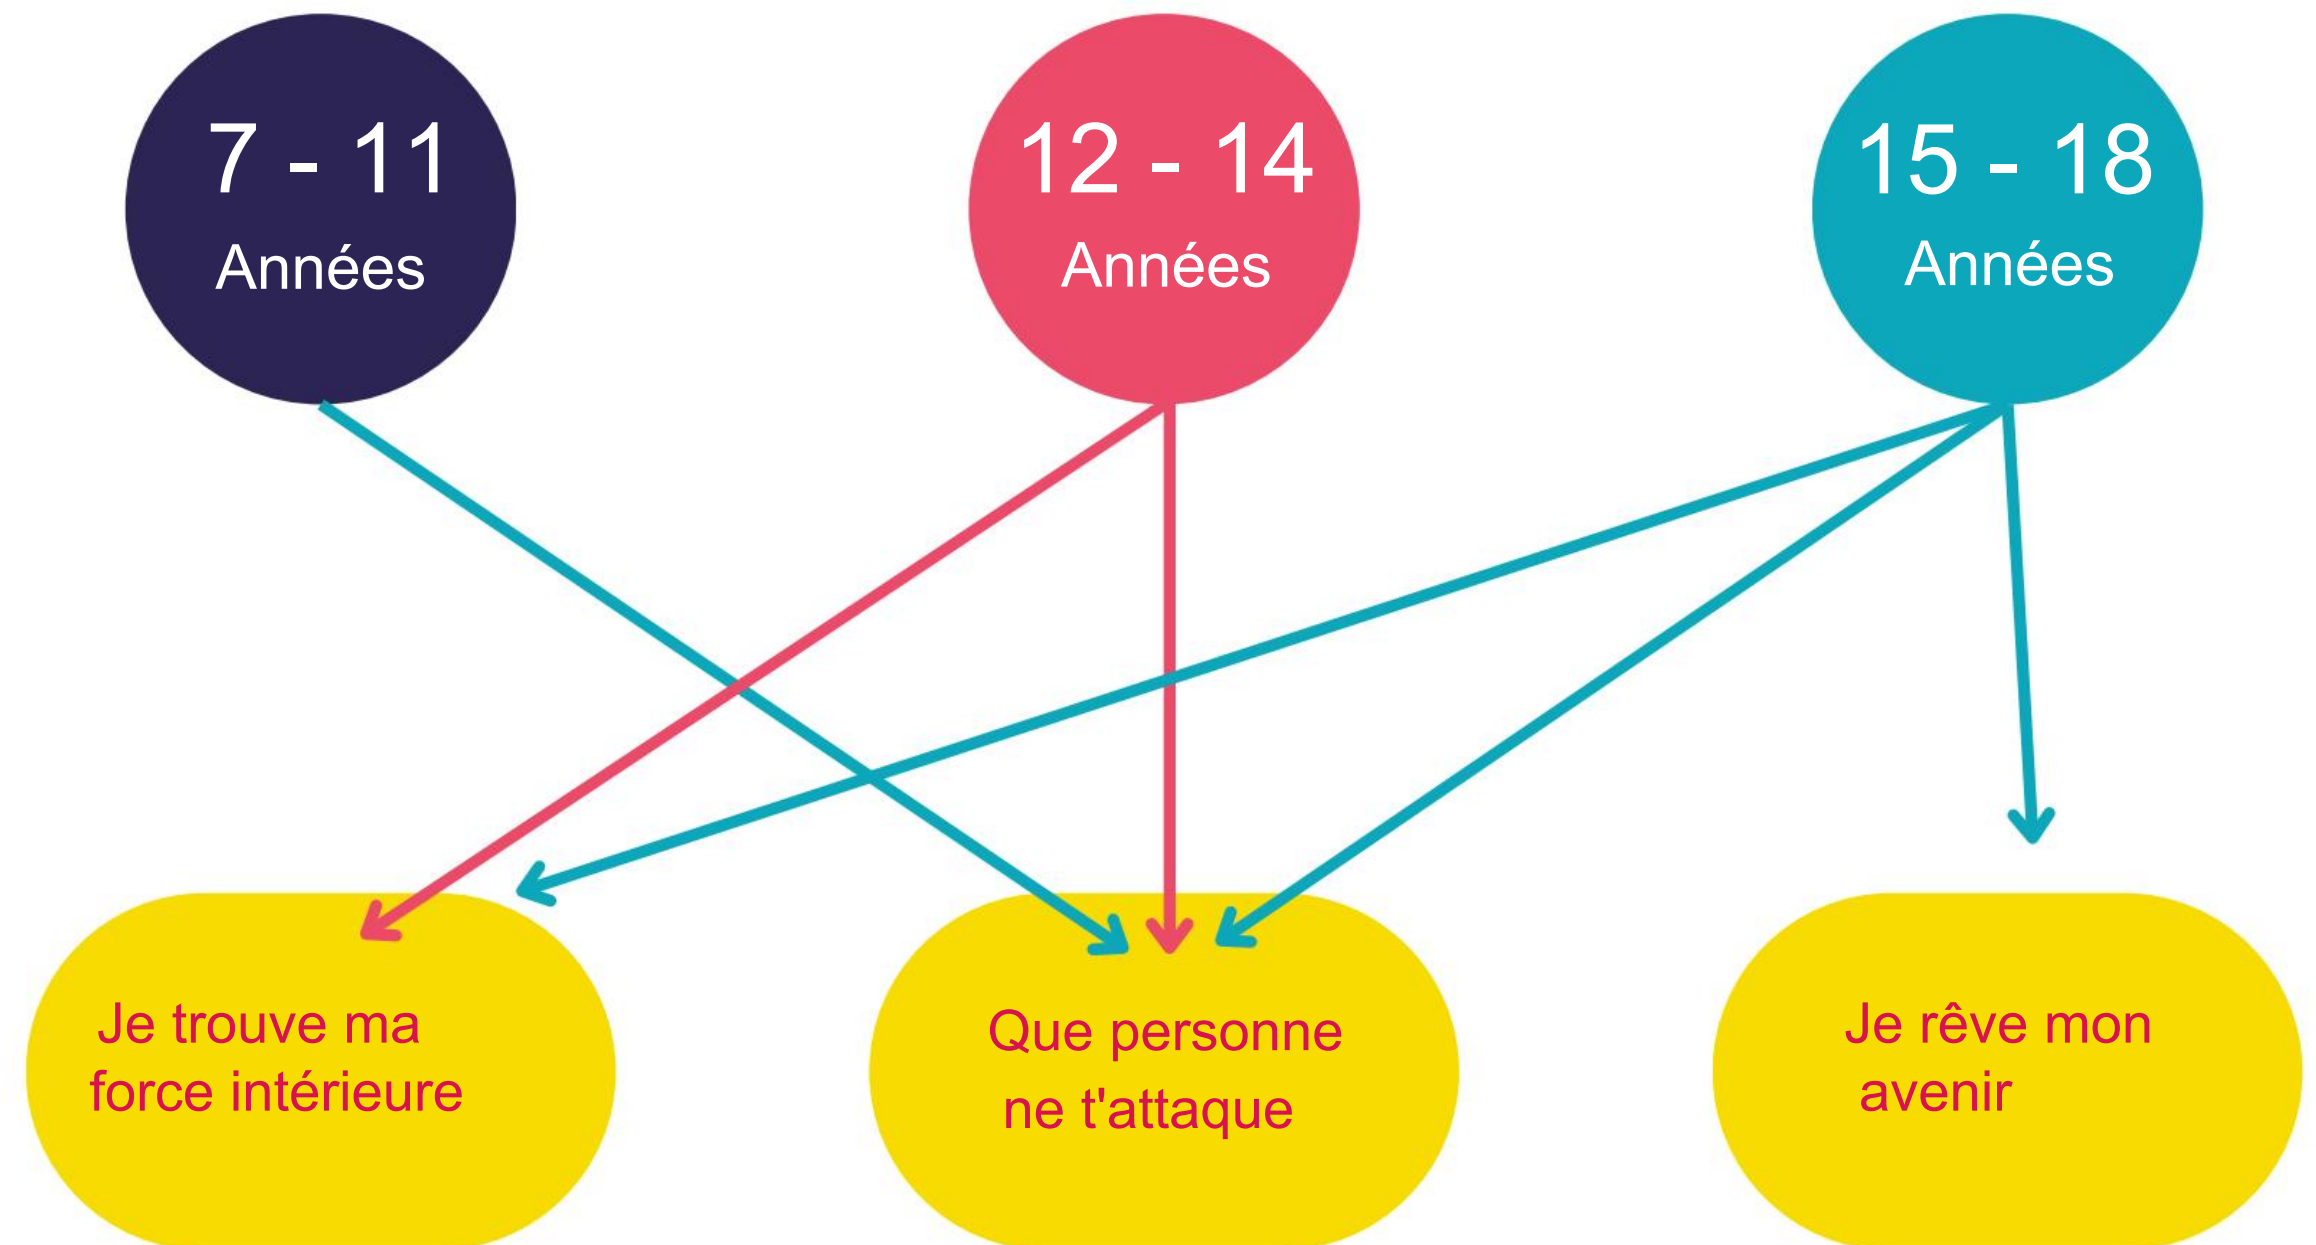 7 - 11
Années
12 - 14
Années
15 - 18
Années
Je trouve ma
force intérieure
Que personne
ne t'attaque
Je rêve mon
avenir